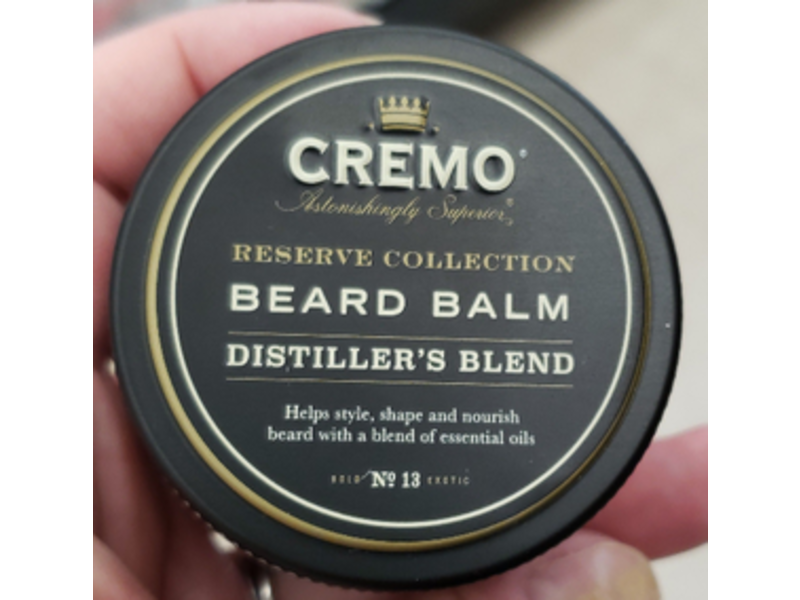 CREMO®
Astonishingly Superior®
RESERVE COLLECTION
BEARD BALM
DISTILLER'S BLEND
Helps style, shape and nourish
beard with a blend of essential oils
BOLD Nº 13 EXOTIC